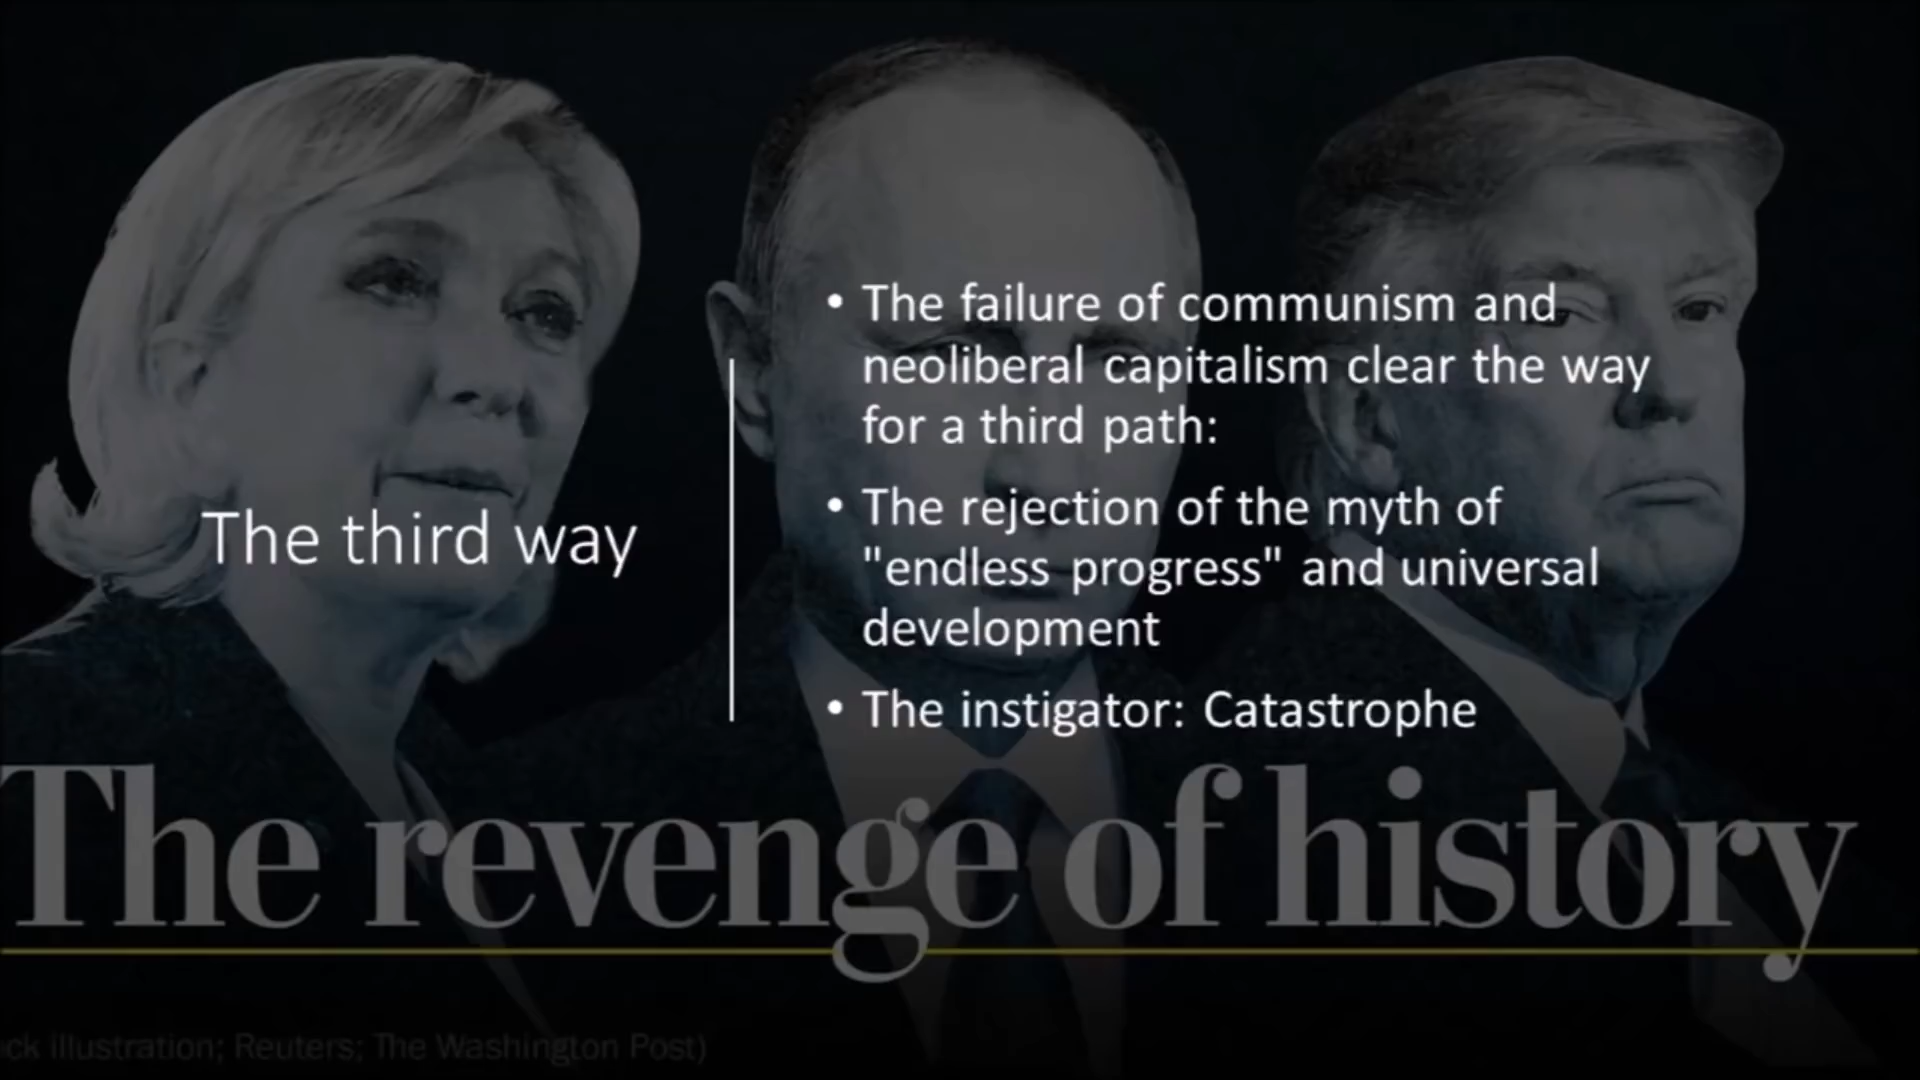 The third way
• The failure of communism and
neoliberal capitalism clear the way
for a third path:
• The rejection of the myth of
"endless progress" and universal
development
• The instigator: Catastrophe
The revenge of history
ck illustration; Reuters; The Washington Post)